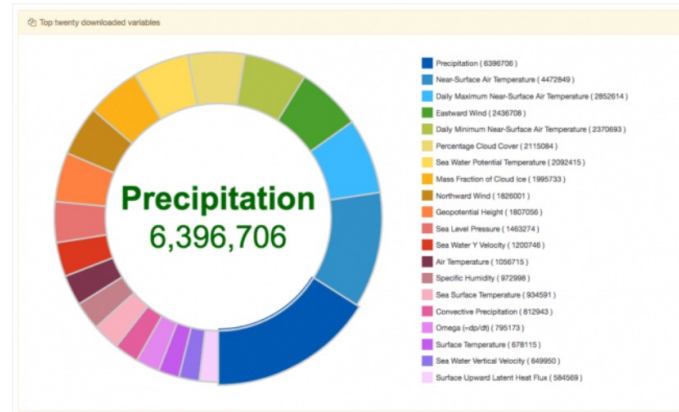 Top twenty downloaded variables
Precipitation
6,396,706
Precipitation ( 6396706 )
Near-Surface Air Temperature ( 4472849 )
Daily Maximum Near-Surface Air Temperature ( 2852614 )
Eastward Wind ( 2436708 )
Daily Minimum Near-Surface Air Temperature ( 2370693 )
Percentage Cloud Cover ( 2115084 )
Sea Water Potential Temperature ( 2092415 )
Mass Fraction of Cloud Ice ( 1995733 )
Northward Wind ( 1826001 )
Geopotential Height ( 1807056 )
Sea Level Pressure ( 1463274 )
Sea Water Y Velocity ( 1200746 )
Air Temperature ( 1056715 )
Specific Humidity ( 972998 )
Sea Surface Temperature ( 934591 )
Convective Precipitation ( 812943 )
Omega (=dp/dt) ( 795173 )
Surface Temperature ( 678115 )
Sea Water Vertical Velocity ( 649950 )
Surface Upward Latent Heat Flux ( 584569 )